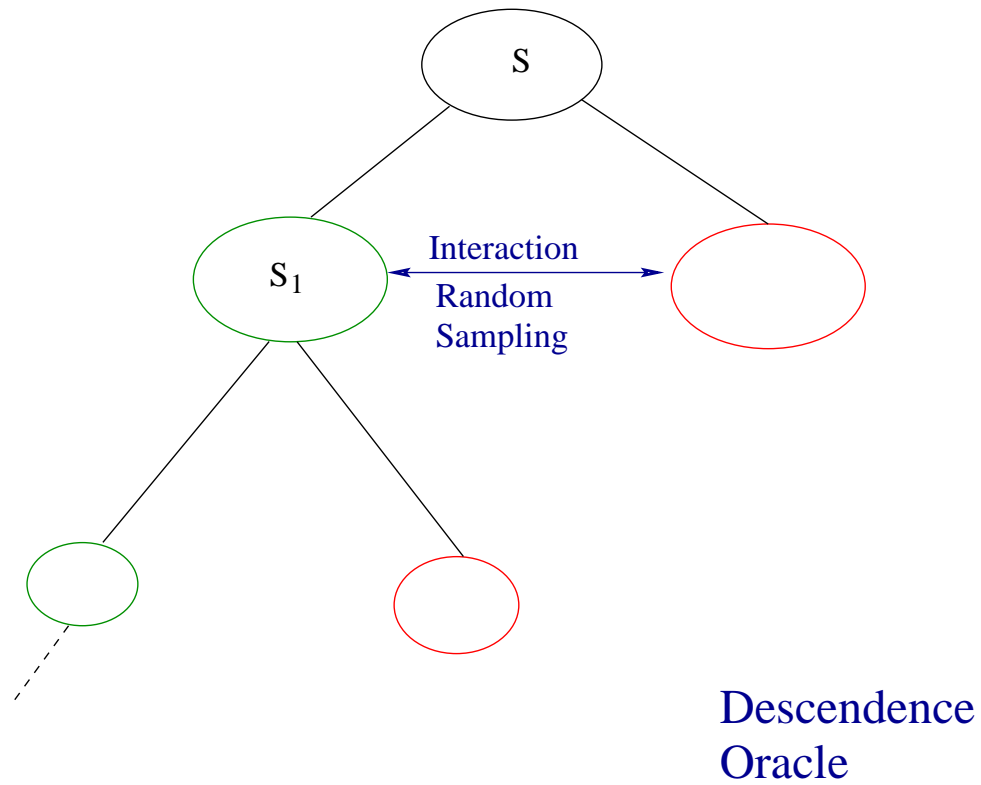 S
S₁
Interaction
Random
Sampling
Descendence
Oracle